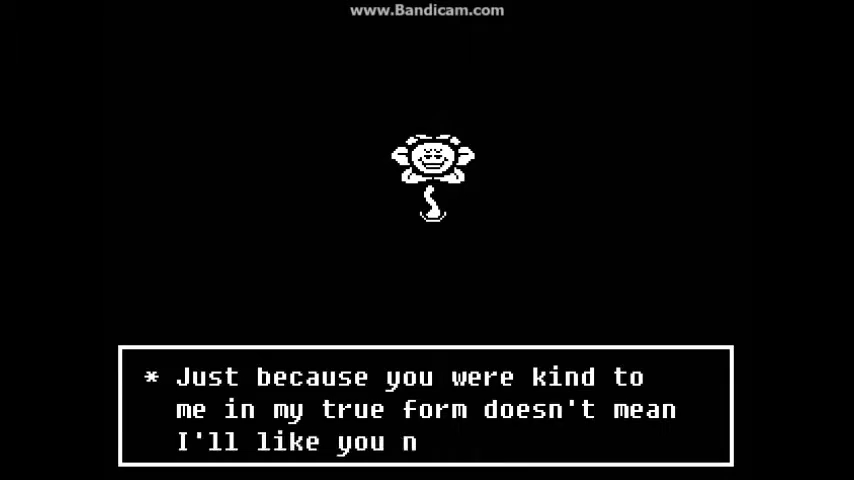 www.Bandicam.com
* Just because you were kind to
me in my true form doesn't mean
I'll like you n